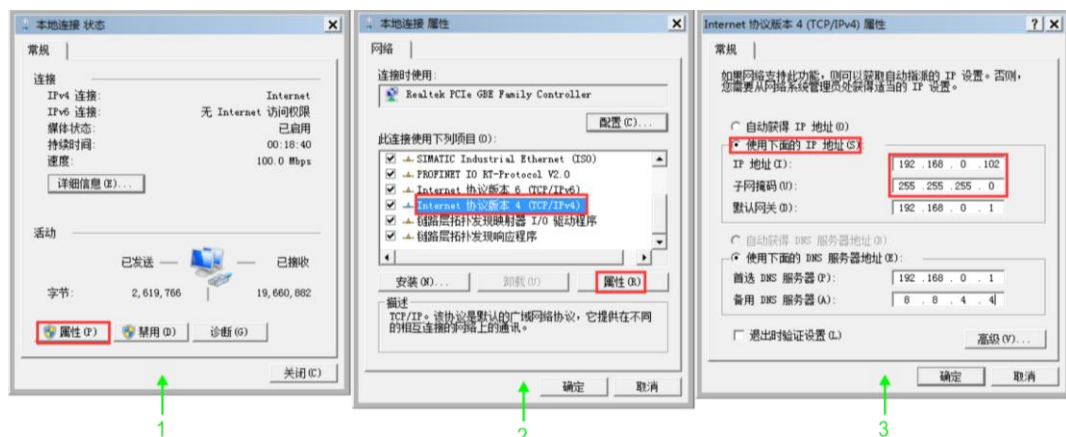 本地连接 状态
常规
连接
IPv4 连接: Internet
IPv6 连接: 无 Internet 访问权限
媒体状态: 已启用
持续时间: 00:18:40
速度: 100.0 Mbps
详细信息(E)...
活动
已发送 — — 已接收
字节: 2,619,766 19,660,882
属性(P) 禁用(D) 诊断(G)
关闭(C)
1
本地连接 属性
网络
连接时使用:
Realtek PCIe GBE Family Controller
配置(C)...
此连接使用下列项目(O):
SIMATIC Industrial Ethernet (ISO)
PROFINET IO RT-Protocol V2.0
Internet 协议版本 6 (TCP/IPv6)
Internet 协议版本 4 (TCP/IPv4)
链路层拓扑发现映射器 I/O 驱动程序
链路层拓扑发现响应程序
安装(N)... 卸载(U) 属性(R)
描述
TCP/IP。该协议是默认的广域网络协议，它提供在不同
的相互连接的网络上的通讯。
确定 取消
2
Internet 协议版本 4 (TCP/IPv4) 属性
常规
如果网络支持此功能，则可以获取自动指派的 IP 设置。否则，
您需要从网络系统管理员处获得适当的 IP 设置。
自动获得 IP 地址(O)
使用下面的 IP 地址(S):
IP 地址(I): 192 .168 . 0 .102
子网掩码(U): 255 .255 .255 . 0
默认网关(D): 192 .168 . 0 . 1
自动获得 DNS 服务器地址(B)
使用下面的 DNS 服务器地址(E):
首选 DNS 服务器(P): 192 .168 . 0 . 1
备用 DNS 服务器(A): 8 . 8 . 4 . 4
退出时验证设置(L)
高级(V)...
确定 取消
3